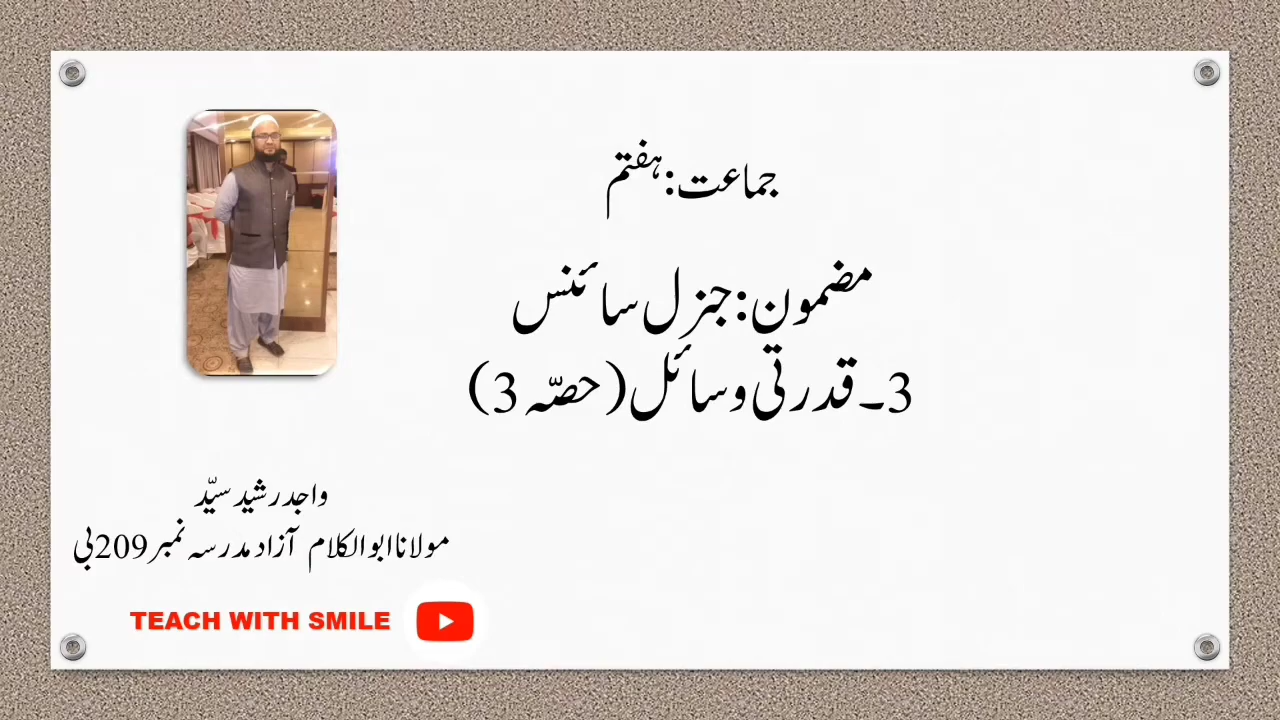 جماعت:ہفتم
مضمون:جنرل سائنس
3۔قدرتی وسائل(حصّہ 3)
واجد رشید سیّد
مولانا ابوالکلام آزاد مدرسہ نمبر 209بی
TEACH WITH SMILE